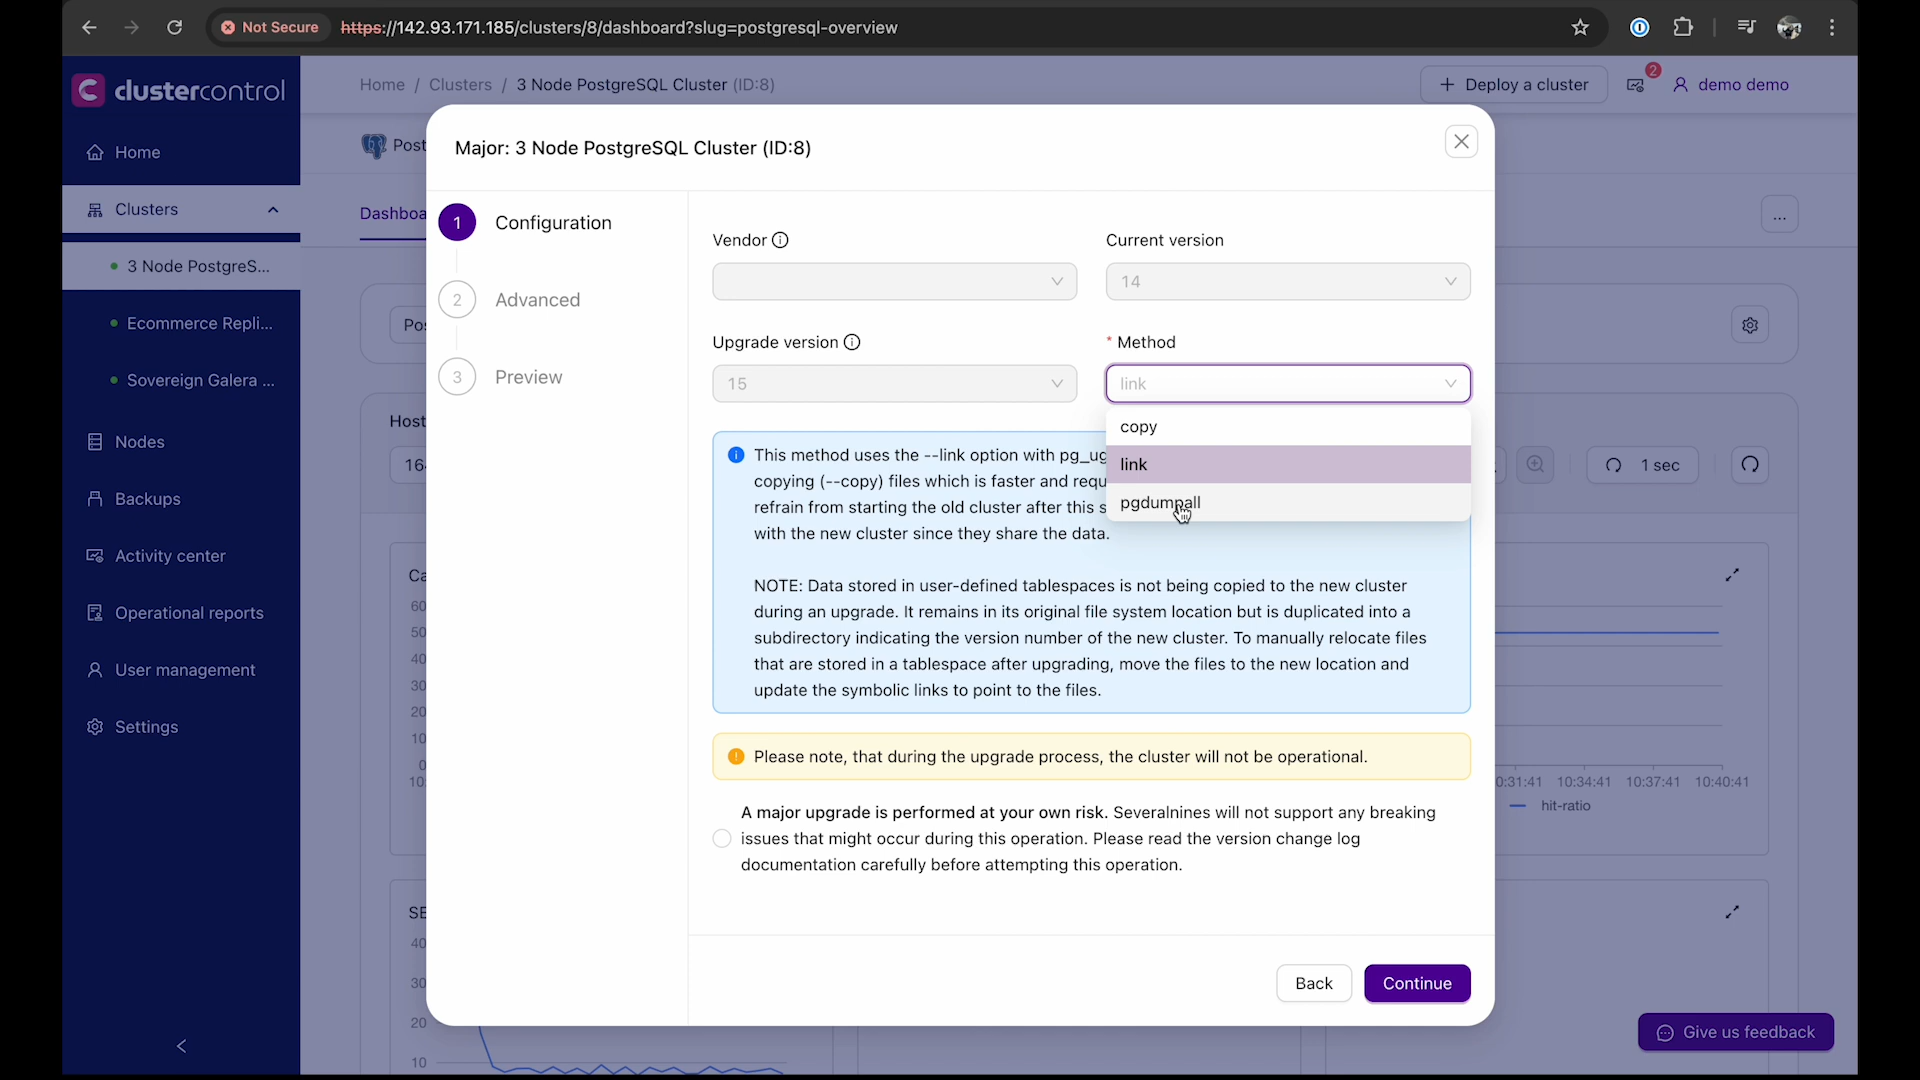 Not Secure
https://142.93.171.185/clusters/8/dashboard?slug=postgresql-overview
clustercontrol
Home / Clusters / 3 Node PostgreSQL Cluster (ID:8)
Deploy a cluster
2
demo demo
Home
Clusters
3 Node PostgreS...
Ecommerce Repli...
Sovereign Galera ...
Nodes
Backups
Activity center
Operational reports
User management
Settings
Post
Dashboa
...
Pos
Host
164
1 sec
Ca
60
50
40
30
20
10
0
10:
SE
40
30
20
10
0:31:41 10:34:41 10:37:41 10:40:41
hit-ratio
Major: 3 Node PostgreSQL Cluster (ID:8)
1 Configuration
2 Advanced
3 Preview
Vendor
Current version
14
Upgrade version
* Method
15
link
copy
link
pgdumpall
This method uses the --link option with pg_ug
copying (--copy) files which is faster and requ
refrain from starting the old cluster after this s
with the new cluster since they share the data.
NOTE: Data stored in user-defined tablespaces is not being copied to the new cluster
during an upgrade. It remains in its original file system location but is duplicated into a
subdirectory indicating the version number of the new cluster. To manually relocate files
that are stored in a tablespace after upgrading, move the files to the new location and
update the symbolic links to point to the files.
Please note, that during the upgrade process, the cluster will not be operational.
A major upgrade is performed at your own risk. Severalnines will not support any breaking
issues that might occur during this operation. Please read the version change log
documentation carefully before attempting this operation.
Back
Continue
Give us feedback